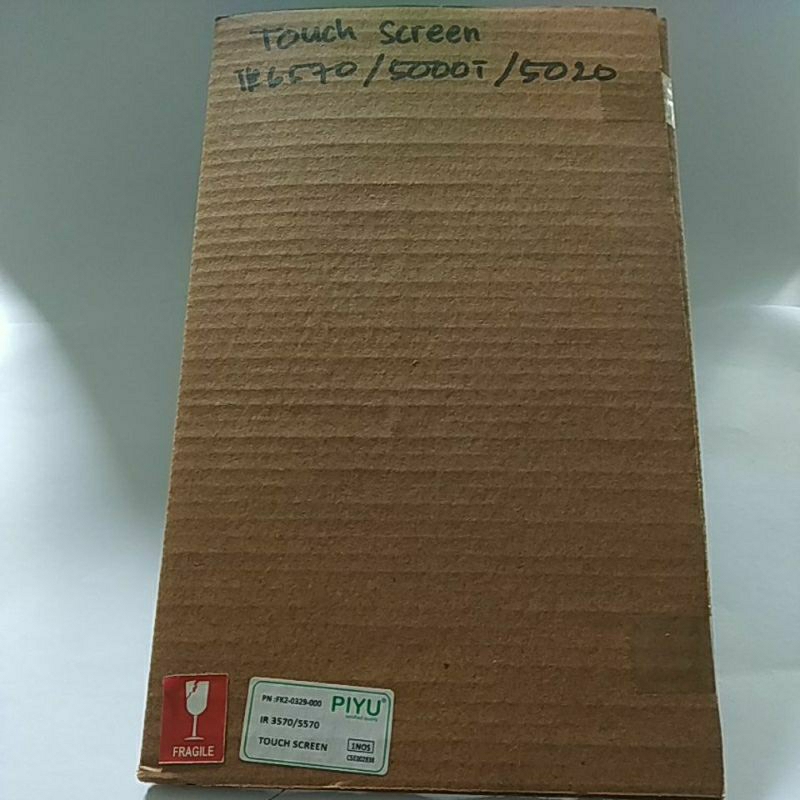 Touch Screen
IR6570/5000i/5020
FRAGILE
PN :FK2-0329-000
PIYU®
IR 3570/5570
TOUCH SCREEN
1NOS